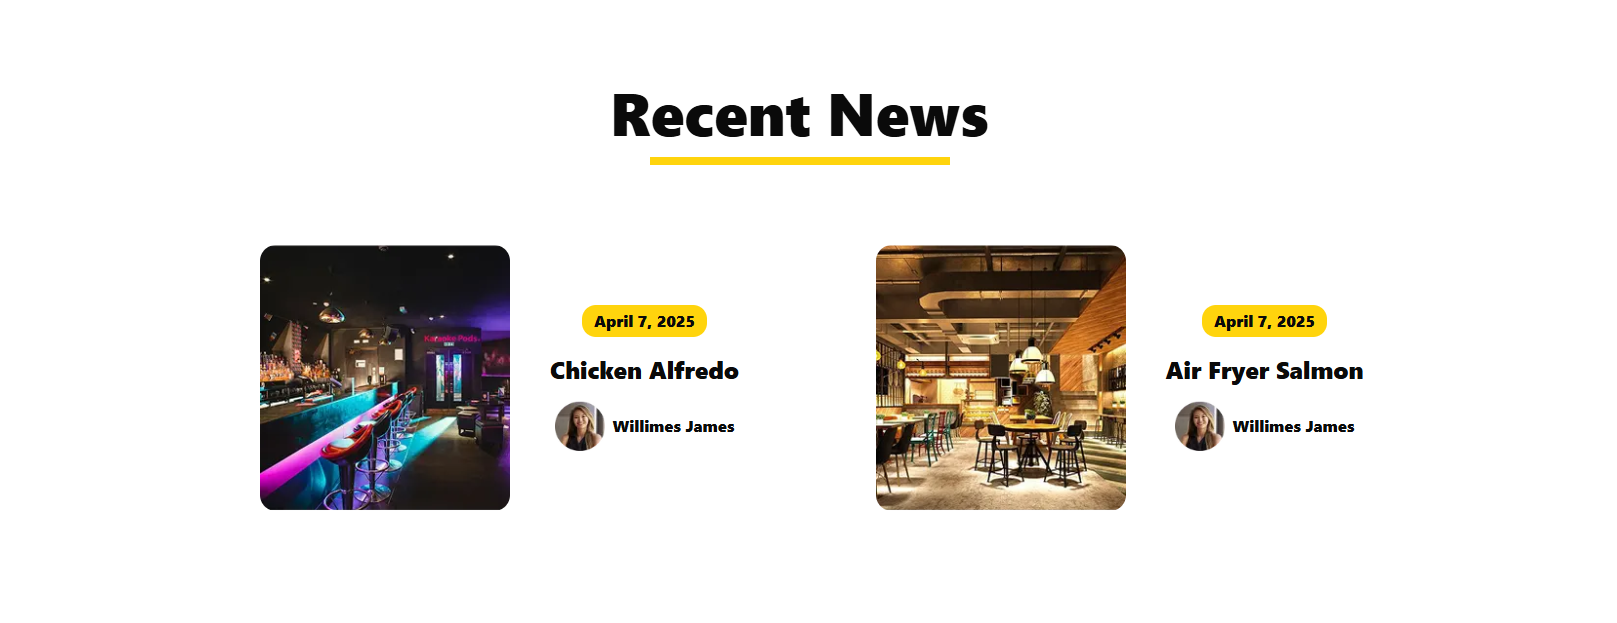 Recent News
Karaoke Pods
April 7, 2025
Chicken Alfredo
Willimes James
April 7, 2025
Air Fryer Salmon
Willimes James